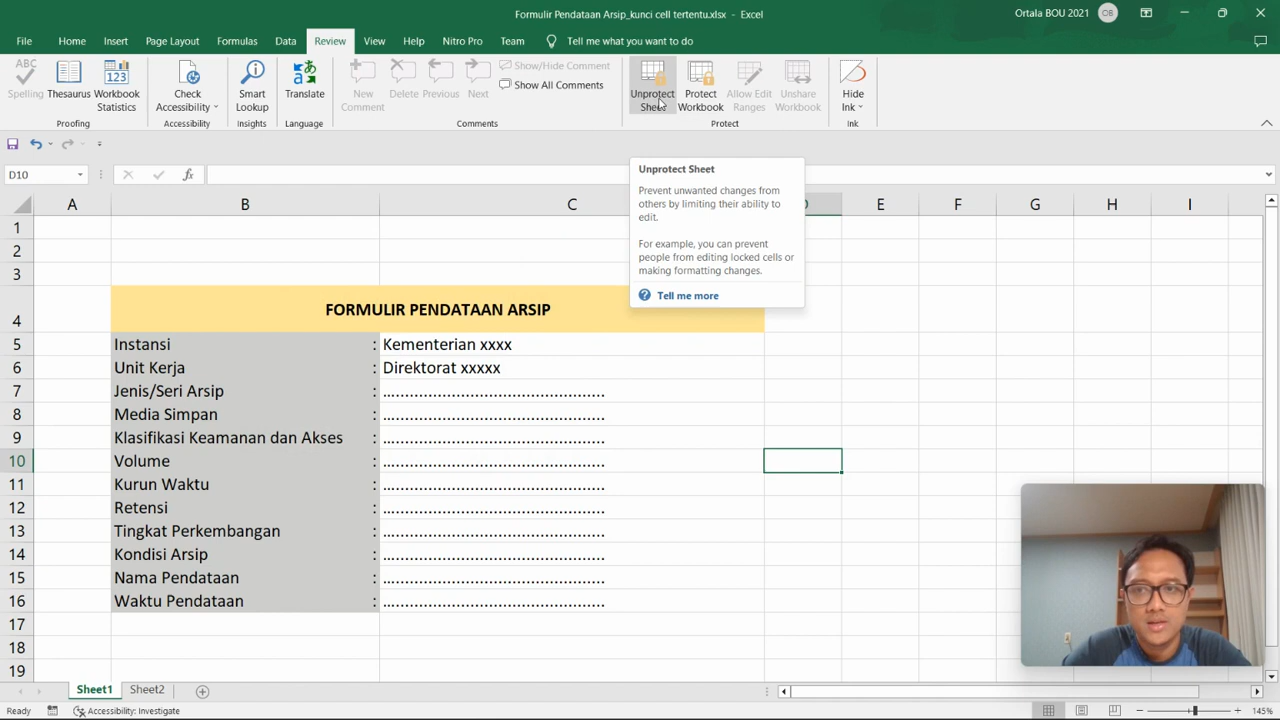 Formulir Pendataan Arsip_kunci cell tertentu.xlsx - Excel
Ortala BOU 2021 OB
File Home Insert Page Layout Formulas Data Review View Help Nitro Pro Team Tell me what you want to do
ABC
Spelling
Thesaurus
123
Workbook
Statistics
Proofing
Check
Accessibility
Accessibility
Smart
Lookup
Insights
Translate
Language
New
Comment
Delete
Previous
Next
Show/Hide Comment
Show All Comments
Comments
Unprotect
Sheet
Protect
Workbook
Allow Edit
Ranges
Unshare
Workbook
Protect
Hide
Ink
Ink
D10
fx
Unprotect Sheet
Prevent unwanted changes from
others by limiting their ability to
edit.
For example, you can prevent
people from editing locked cells or
making formatting changes.
? Tell me more
A B C D E F G H I
1
2
3
4 FORMULIR PENDATAAN ARSIP
5 Instansi : Kementerian xxxx
6 Unit Kerja : Direktorat xxxxx
7 Jenis/Seri Arsip : ..................................................
8 Media Simpan : ..................................................
9 Klasifikasi Keamanan dan Akses : ..................................................
10 Volume : ..................................................
11 Kurun Waktu : ..................................................
12 Retensi : ..................................................
13 Tingkat Perkembangan : ..................................................
14 Kondisi Arsip : ..................................................
15 Nama Pendataan : ..................................................
16 Waktu Pendataan : ..................................................
17
18
19
Sheet1 Sheet2
Ready Accessibility: Investigate 145%